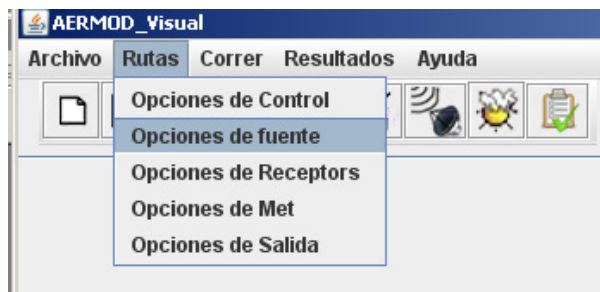 AERMOD_Visual
Archivo Rutas Correr Resultados Ayuda
Opciones de Control
Opciones de fuente
Opciones de Receptors
Opciones de Met
Opciones de Salida